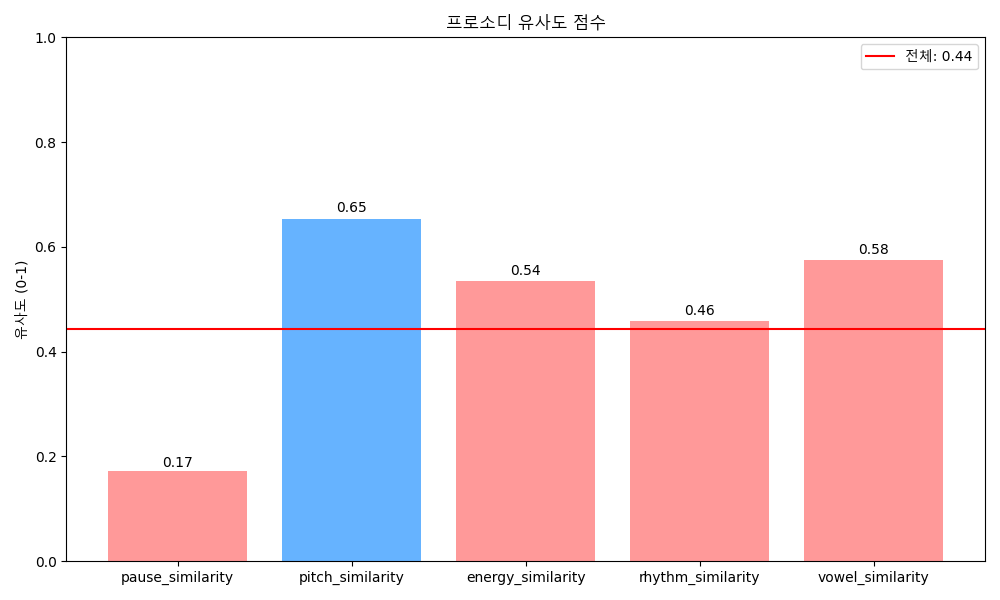 프로소디 유사도 점수
전체: 0.44
유사도 (0-1)
1.0
0.8
0.6
0.4
0.2
0.0
0.17
0.65
0.54
0.46
0.58
pause_similarity
pitch_similarity
energy_similarity
rhythm_similarity
vowel_similarity